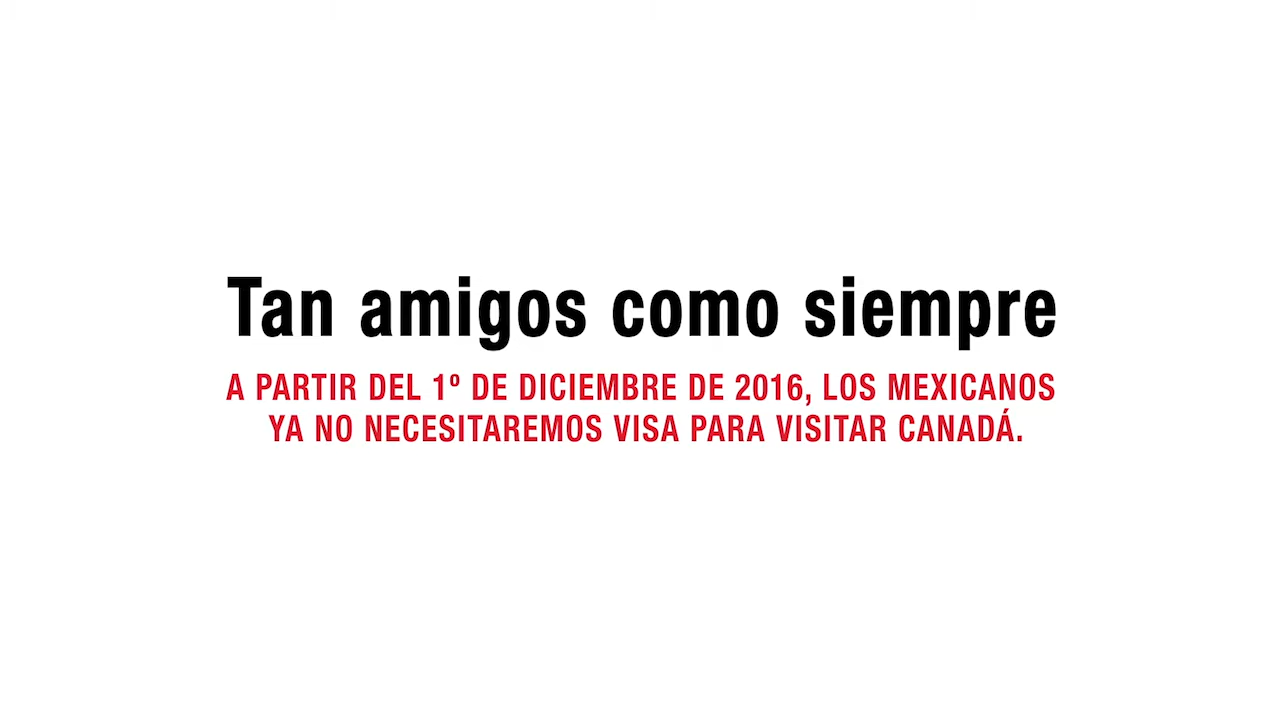 Tan amigos como siempre
A PARTIR DEL 1º DE DICIEMBRE DE 2016, LOS MEXICANOS
YA NO NECESITAREMOS VISA PARA VISITAR CANADÁ.